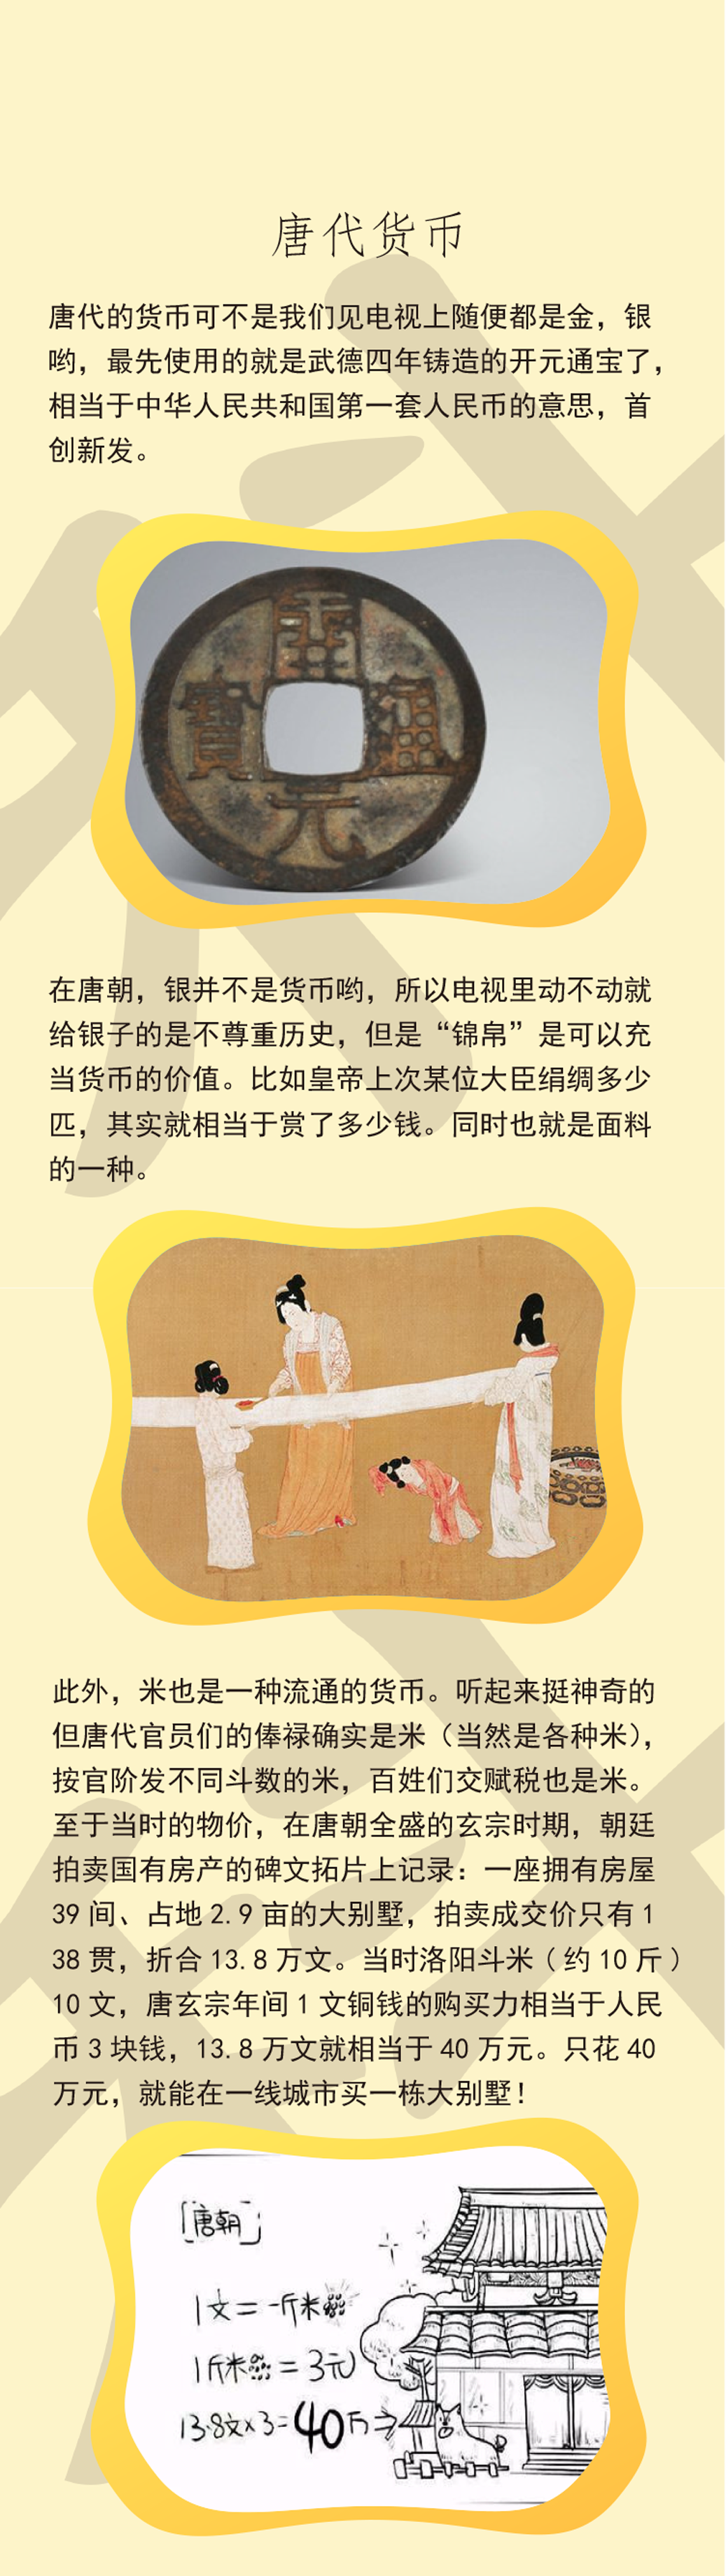 唐代货币
唐代的货币可不是我们见电视上随便都是金，银
哟，最先使用的就是武德四年铸造的开元通宝了，
相当于中华人民共和国第一套人民币的意思，首
创新发。
開
寶 通
元
在唐朝，银并不是货币哟，所以电视里动不动就
给银子的是不尊重历史，但是“锦帛”是可以充
当货币的价值。比如皇帝上次某位大臣绢绸多少
匹，其实就相当于赏了多少钱。同时也就是面料
的一种。
此外，米也是一种流通的货币。听起来挺神奇的
但唐代官员们的俸禄确实是米（当然是各种米），
按官阶发不同斗数的米，百姓们交赋税也是米。
至于当时的物价，在唐朝全盛的玄宗时期，朝廷
拍卖国有房产的碑文拓片上记录：一座拥有房屋
39 间、占地 2.9 亩的大别墅，拍卖成交价只有 1
38 贯，折合 13.8 万文。当时洛阳斗米（约 10 斤）
10 文，唐玄宗年间 1 文铜钱的购买力相当于人民
币 3 块钱，13.8 万文就相当于 40 万元。只花 40
万元，就能在一线城市买一栋大别墅！
「唐朝」
1文=一斤米
1斤米=3元
13.8文×3=40万